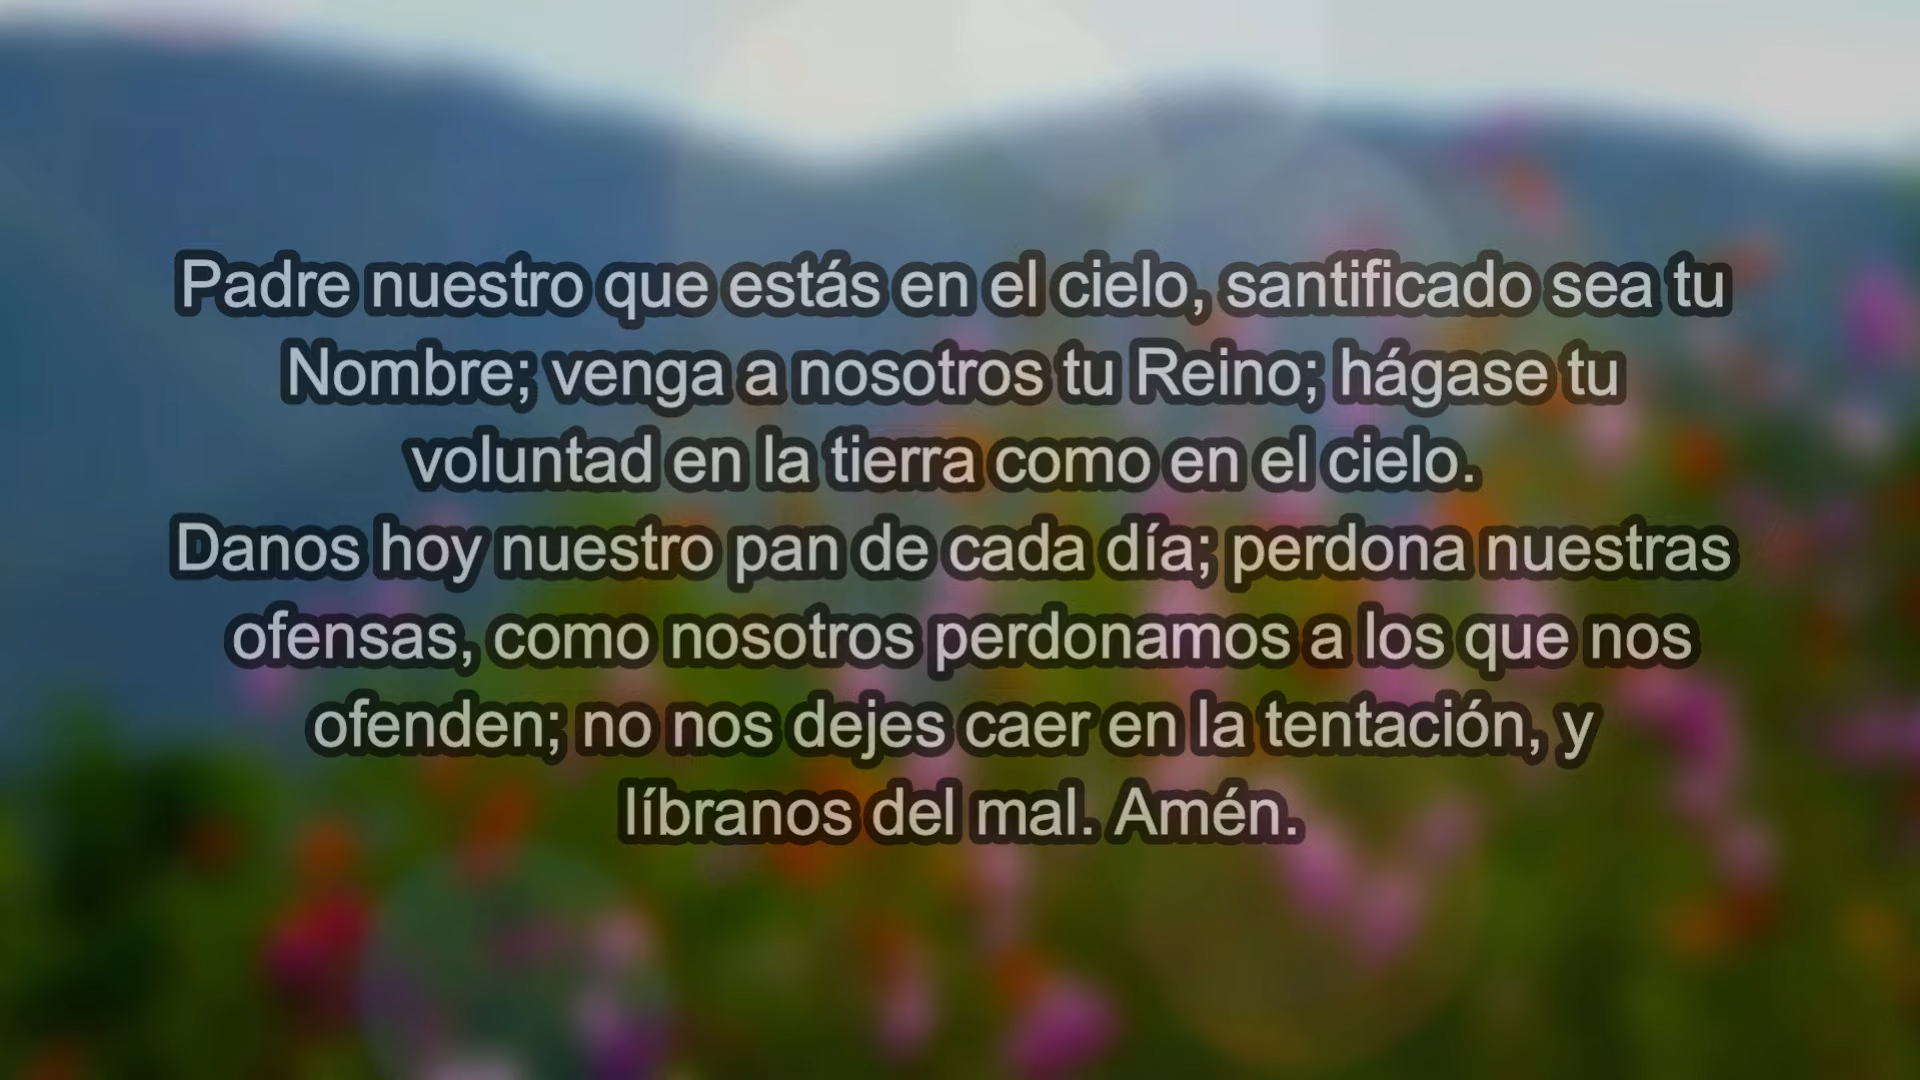 Padre nuestro que estás en el cielo, santificado sea tu
Nombre; venga a nosotros tu Reino; hágase tu
voluntad en la tierra como en el cielo.
Danos hoy nuestro pan de cada día; perdona nuestras
ofensas, como nosotros perdonamos a los que nos
ofenden; no nos dejes caer en la tentación, y
líbranos del mal. Amén.